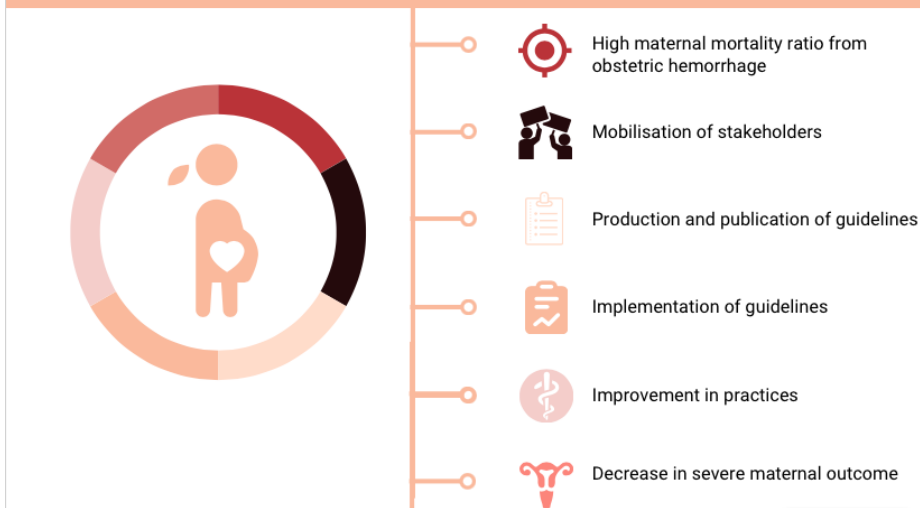 High maternal mortality ratio from
obstetric hemorrhage
Mobilisation of stakeholders
Production and publication of guidelines
Implementation of guidelines
Improvement in practices
Decrease in severe maternal outcome